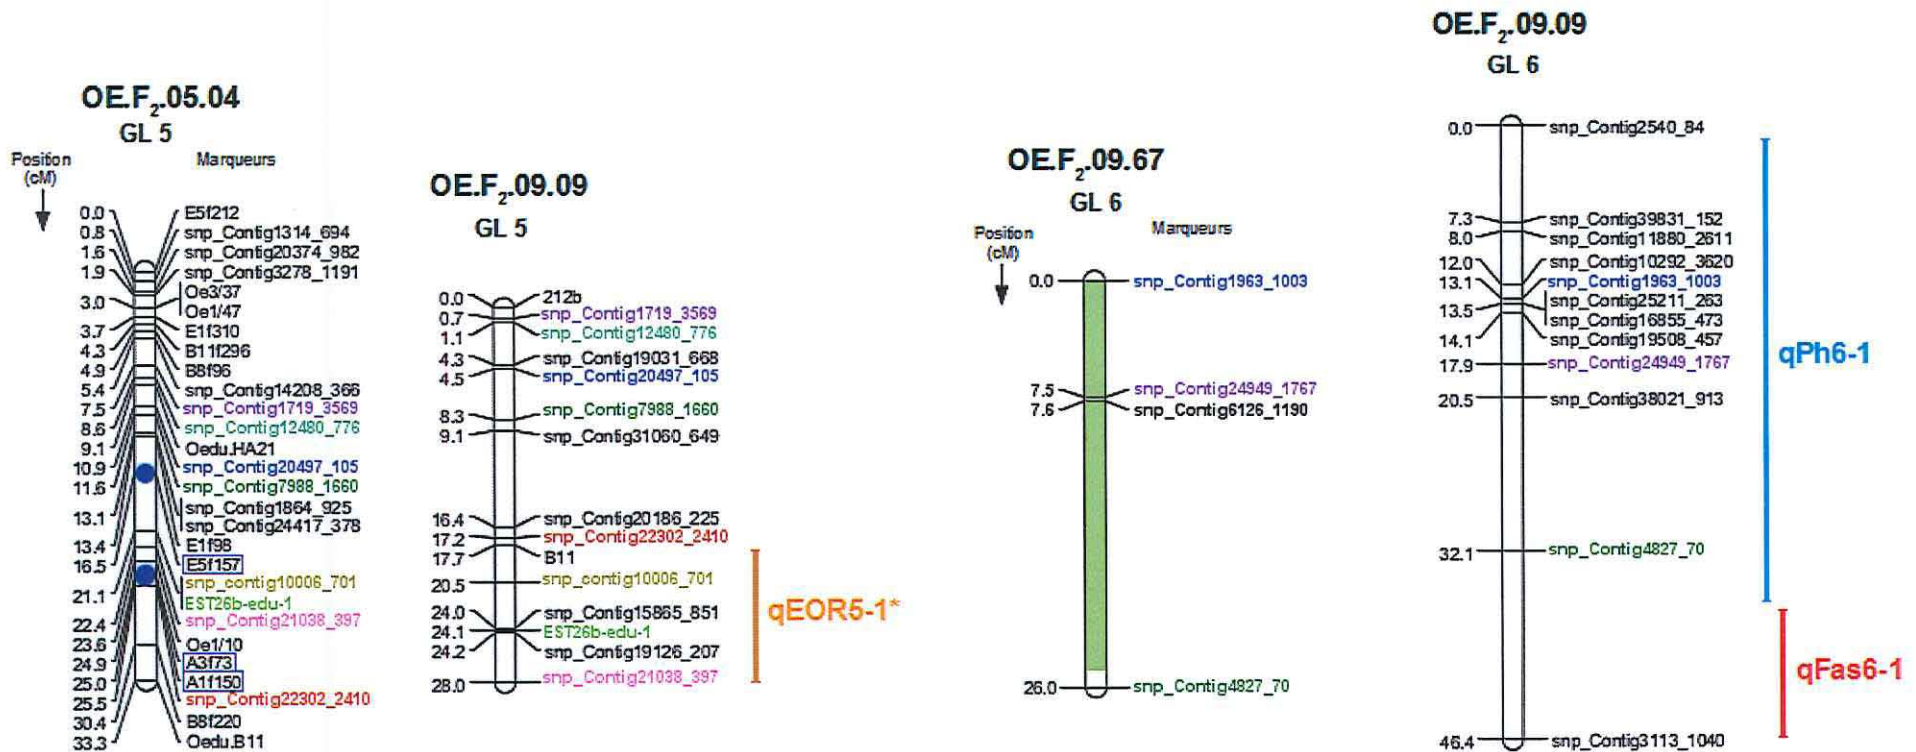 OE.F2.05.04
GL 5
Position
(cM)
Marqueurs
0.0 E5f212
0.8 snp_Contig1314_694
1.6 snp_Contig20374_982
1.9 snp_Contig3278_1191
Oe3/37
3.0 Oe1/47
3.7 E1f310
4.3 B11f296
4.9 B8f96
5.4 snp_Contig14208_366
7.5 snp_Contig1719_3569
8.6 snp_Contig12480_776
9.1 Oedu.HA21
10.9 snp_Contig20497_105
11.6 snp_Contig7988_1660
snp_Contig1864_925
13.1 snp_Contig24417_378
13.4 E1f98
16.5 E5f157
snp_contig10006_701
21.1 EST26b-edu-1
22.4 snp_Contig21038_397
23.6 Oe1/10
24.9 A3f73
25.0 A11150
25.5 snp_Contig22302_2410
30.4 B8f220
33.3 Oedu.B11
OE.F2.09.09
GL 5
0.0 212b
0.7 snp_Contig1719_3569
1.1 snp_Contig12480_776
4.3 snp_Contig19031_668
4.5 snp_Contig20497_105
8.3 snp_Contig7988_1660
9.1 snp_Contig31060_649
16.4 snp_Contig20186_225
17.2 snp_Contig22302_2410
17.7 B11
20.5 snp_contig10006_701
24.0 snp_Contig15865_851
24.1 EST26b-edu-1
24.2 snp_Contig19126_207
28.0 snp_Contig21038_397
qEOR5-1*
OE.F2.09.67
GL 6
Position
(cM)
Marqueurs
0.0 snp_Contig1963_1003
7.5 snp_Contig24949_1767
7.6 snp_Contig6126_1190
26.0 snp_Contig4827_70
OE.F2.09.09
GL 6
0.0 snp_Contig2540_84
7.3 snp_Contig39831_152
8.0 snp_Contig11880_2611
12.0 snp_Contig10292_3620
13.1 snp_Contig1963_1003
snp_Contig25211_263
13.5 snp_Contig16855_473
14.1 snp_Contig19508_457
17.9 snp_Contig24949_1767
20.5 snp_Contig38021_913
32.1 snp_Contig4827_70
46.4 snp_Contig3113_1040
qPh6-1
qFas6-1